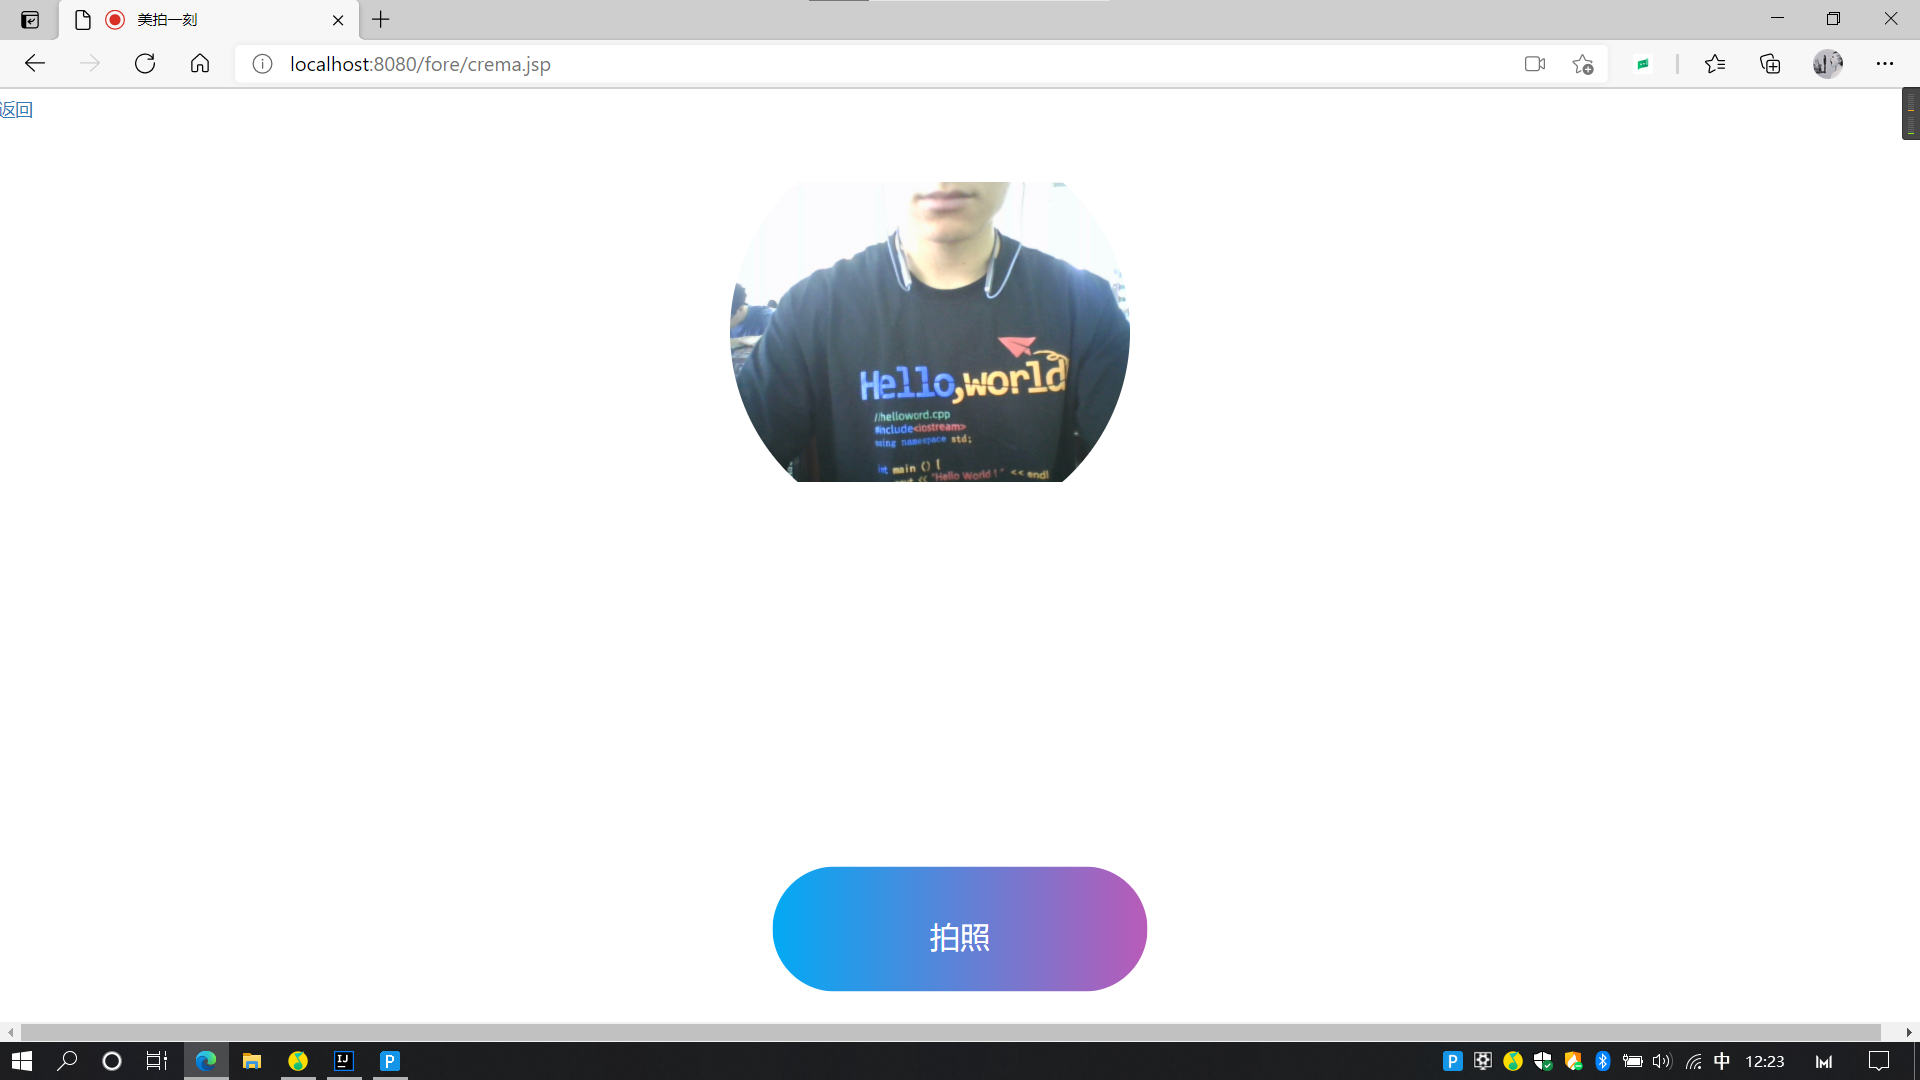 美拍一刻
localhost:8080/fore/crema.jsp
返回
Hello,world
//helloword.cpp
#include<iostream>
using namespace std;
int main () {
"Hello World ! " << endl
拍照
中
12:23